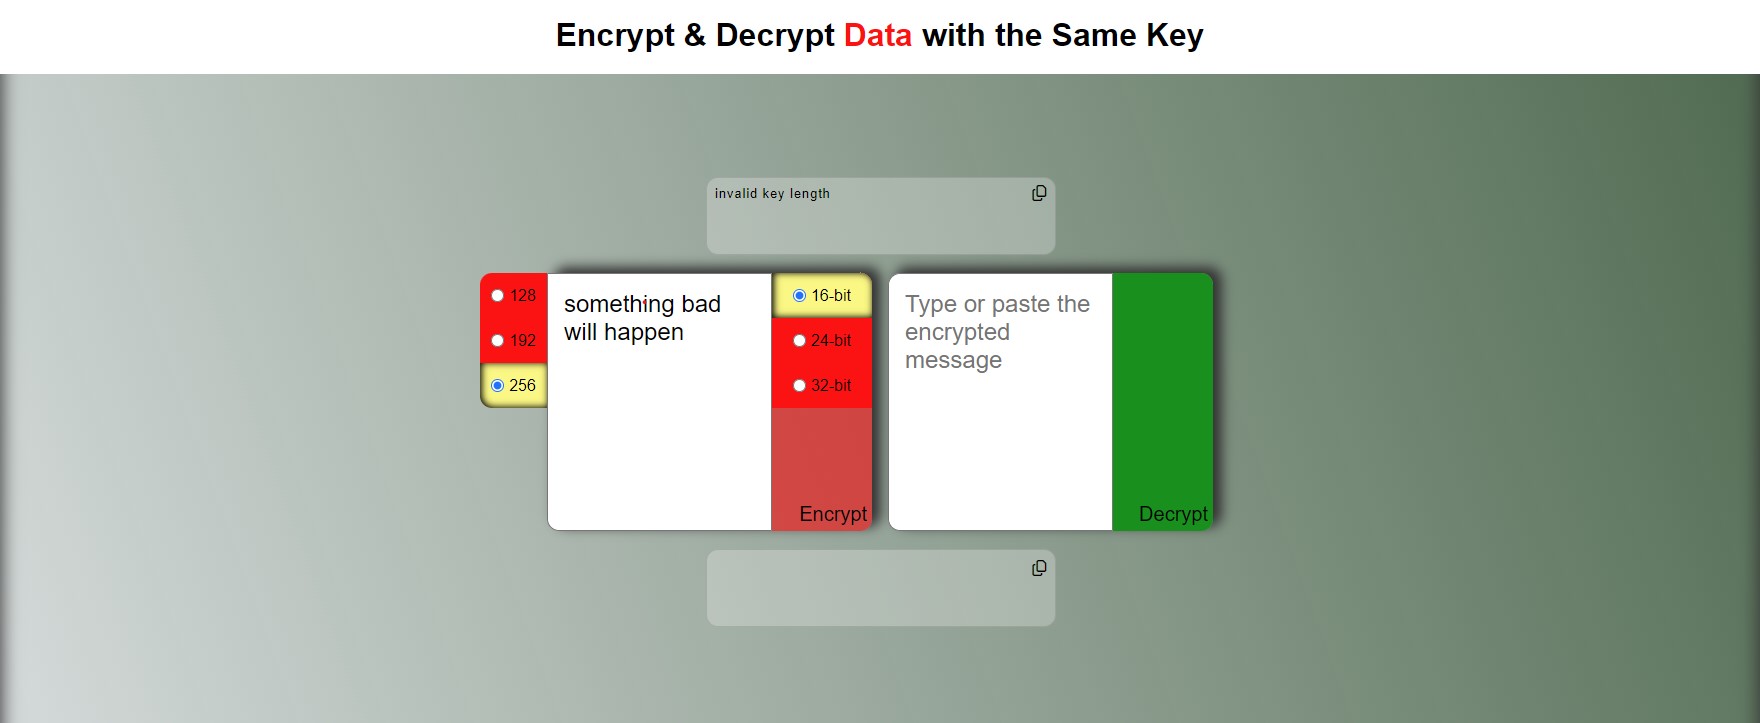 Encrypt & Decrypt Data with the Same Key
invalid key length
128
192
256
something bad
will happen
16-bit
24-bit
32-bit
Encrypt
Type or paste the
encrypted
message
Decrypt